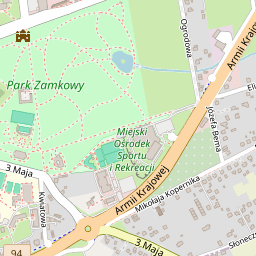 Ogrodowa
Armii Krajowej
Park Zamkowy
Józefa Bema
Miejski
Ośrodek
Sportu
i Rekreacji
3 Maja
Kwiatowa
Armii Krajowej
Mikołaja Kopernika
94
3 Maja